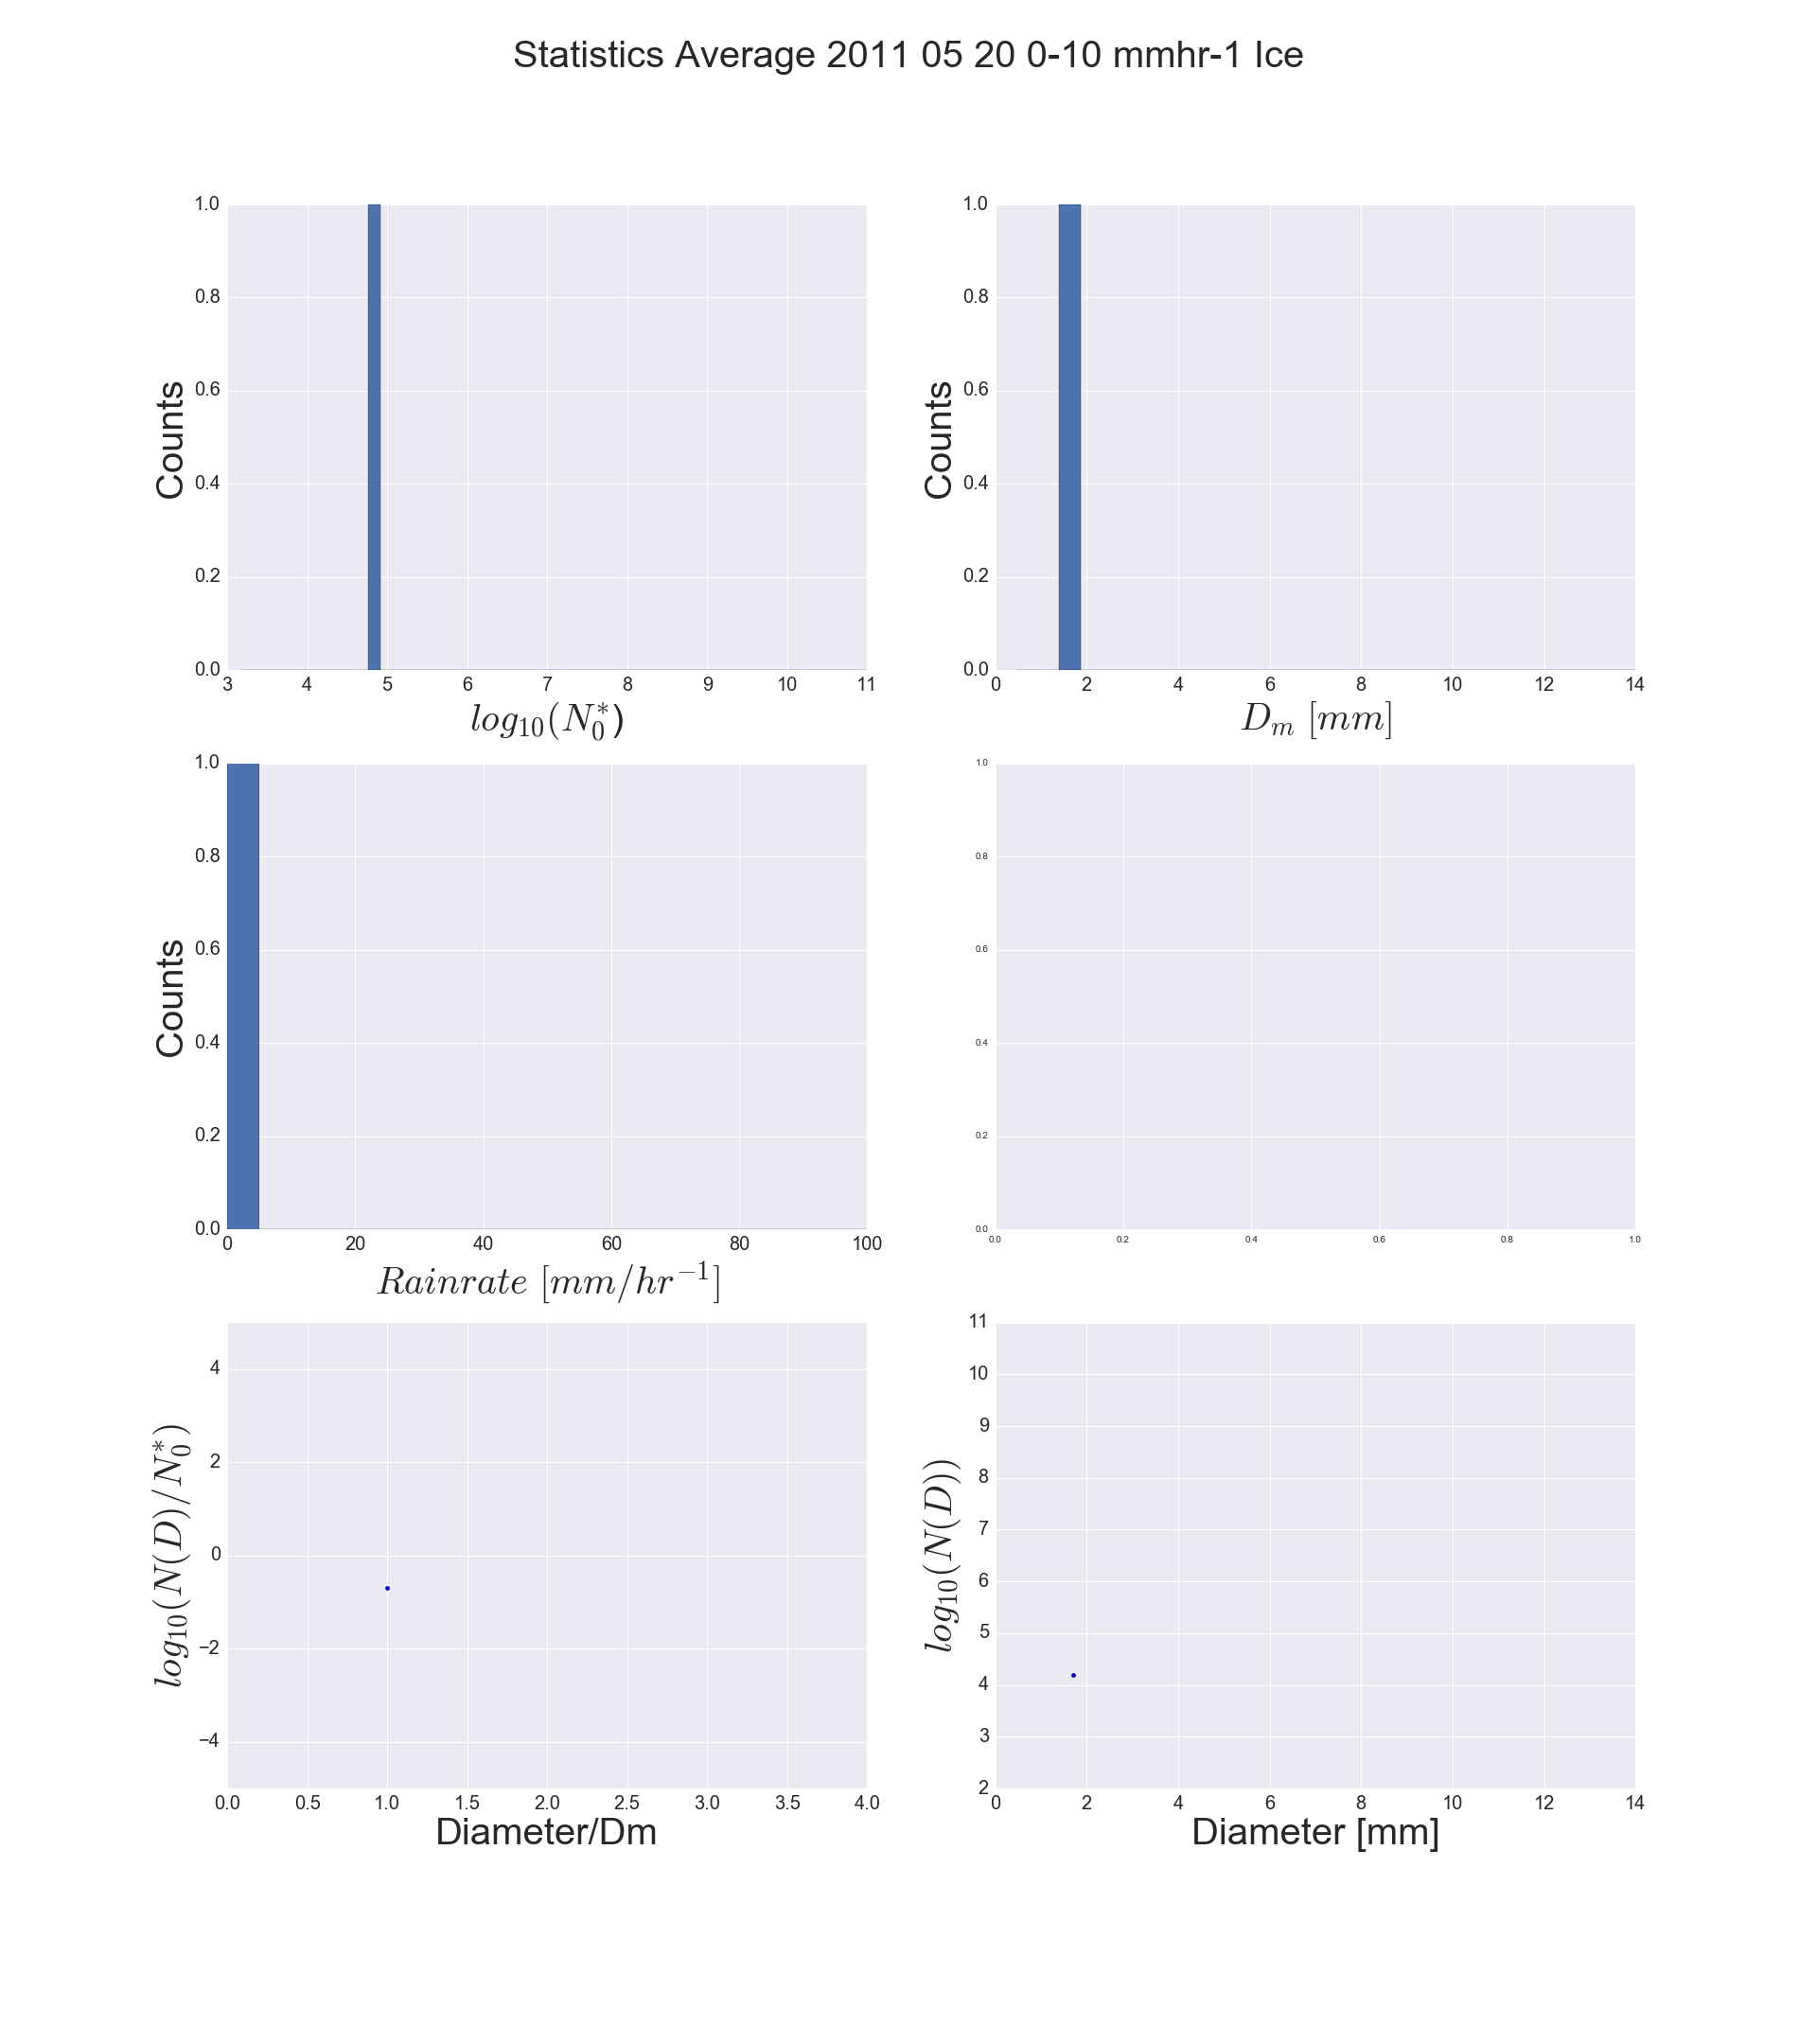 Statistics Average 2011 05 20 0-10 mmhr-1 Ice
1.0
0.8
0.6
0.4
0.2
0.0
Counts
3 4 5 6 7 8 9 10 11
log10(N0*)
1.0
0.8
0.6
0.4
0.2
0.0
Counts
0 2 4 6 8 10 12 14
Dm [mm]
1.0
0.8
0.6
0.4
0.2
0.0
Counts
0 20 40 60 80 100
Rainrate [mm/hr−1]
1.0
0.8
0.6
0.4
0.2
0.0
0.0 0.2 0.4 0.6 0.8 1.0
4
2
0
−2
−4
log10(N(D)/N0*)
0.0 0.5 1.0 1.5 2.0 2.5 3.0 3.5 4.0
Diameter/Dm
11
10
9
8
7
6
5
4
3
2
log10(N(D))
0 2 4 6 8 10 12 14
Diameter [mm]